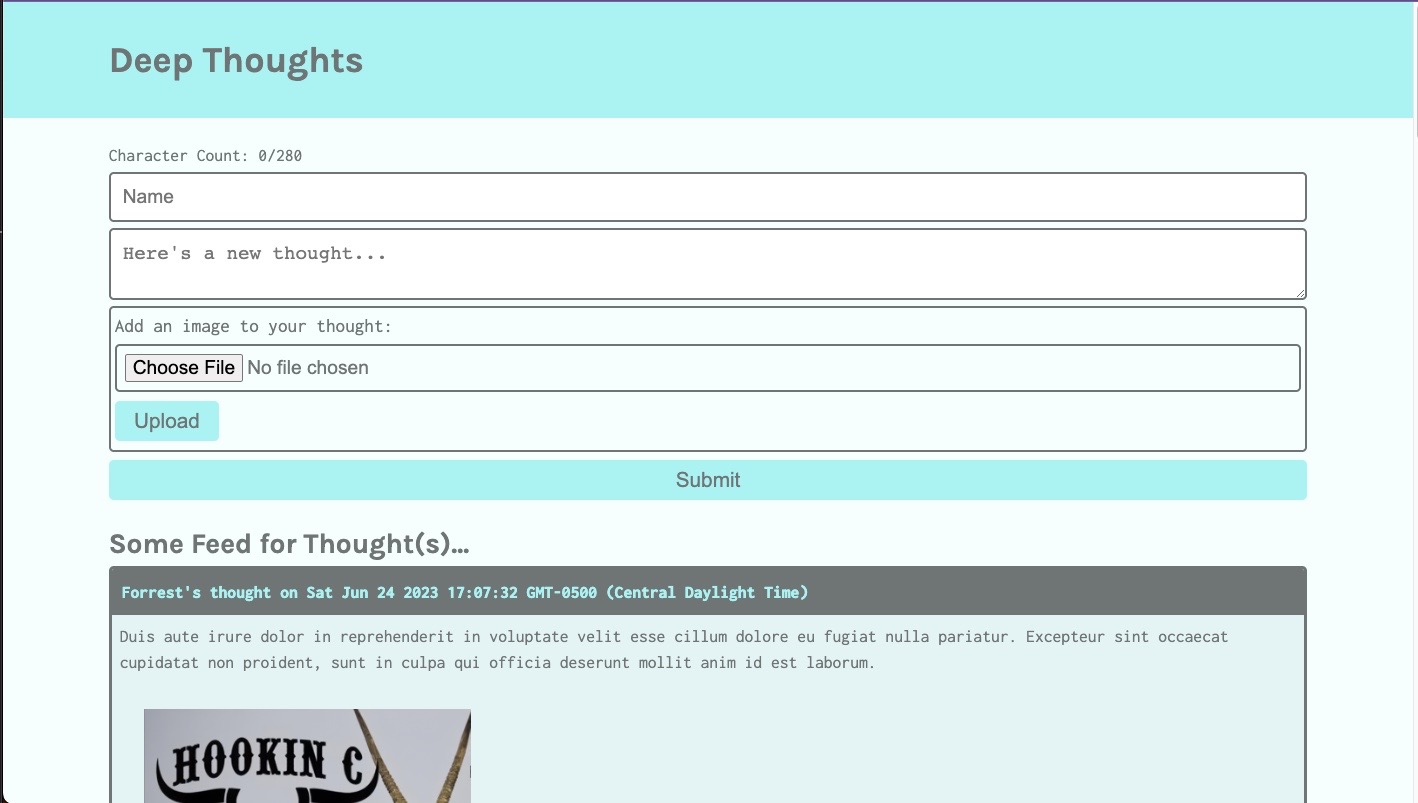 Deep Thoughts
Character Count: 0/280
Name
Here's a new thought...
Add an image to your thought:
Choose File No file chosen
Upload
Submit
Some Feed for Thought(s)...
Forrest's thought on Sat Jun 24 2023 17:07:32 GMT-0500 (Central Daylight Time)
Duis aute irure dolor in reprehenderit in voluptate velit esse cillum dolore eu fugiat nulla pariatur. Excepteur sint occaecat
cupidatat non proident, sunt in culpa qui officia deserunt mollit anim id est laborum.
HOOKIN C